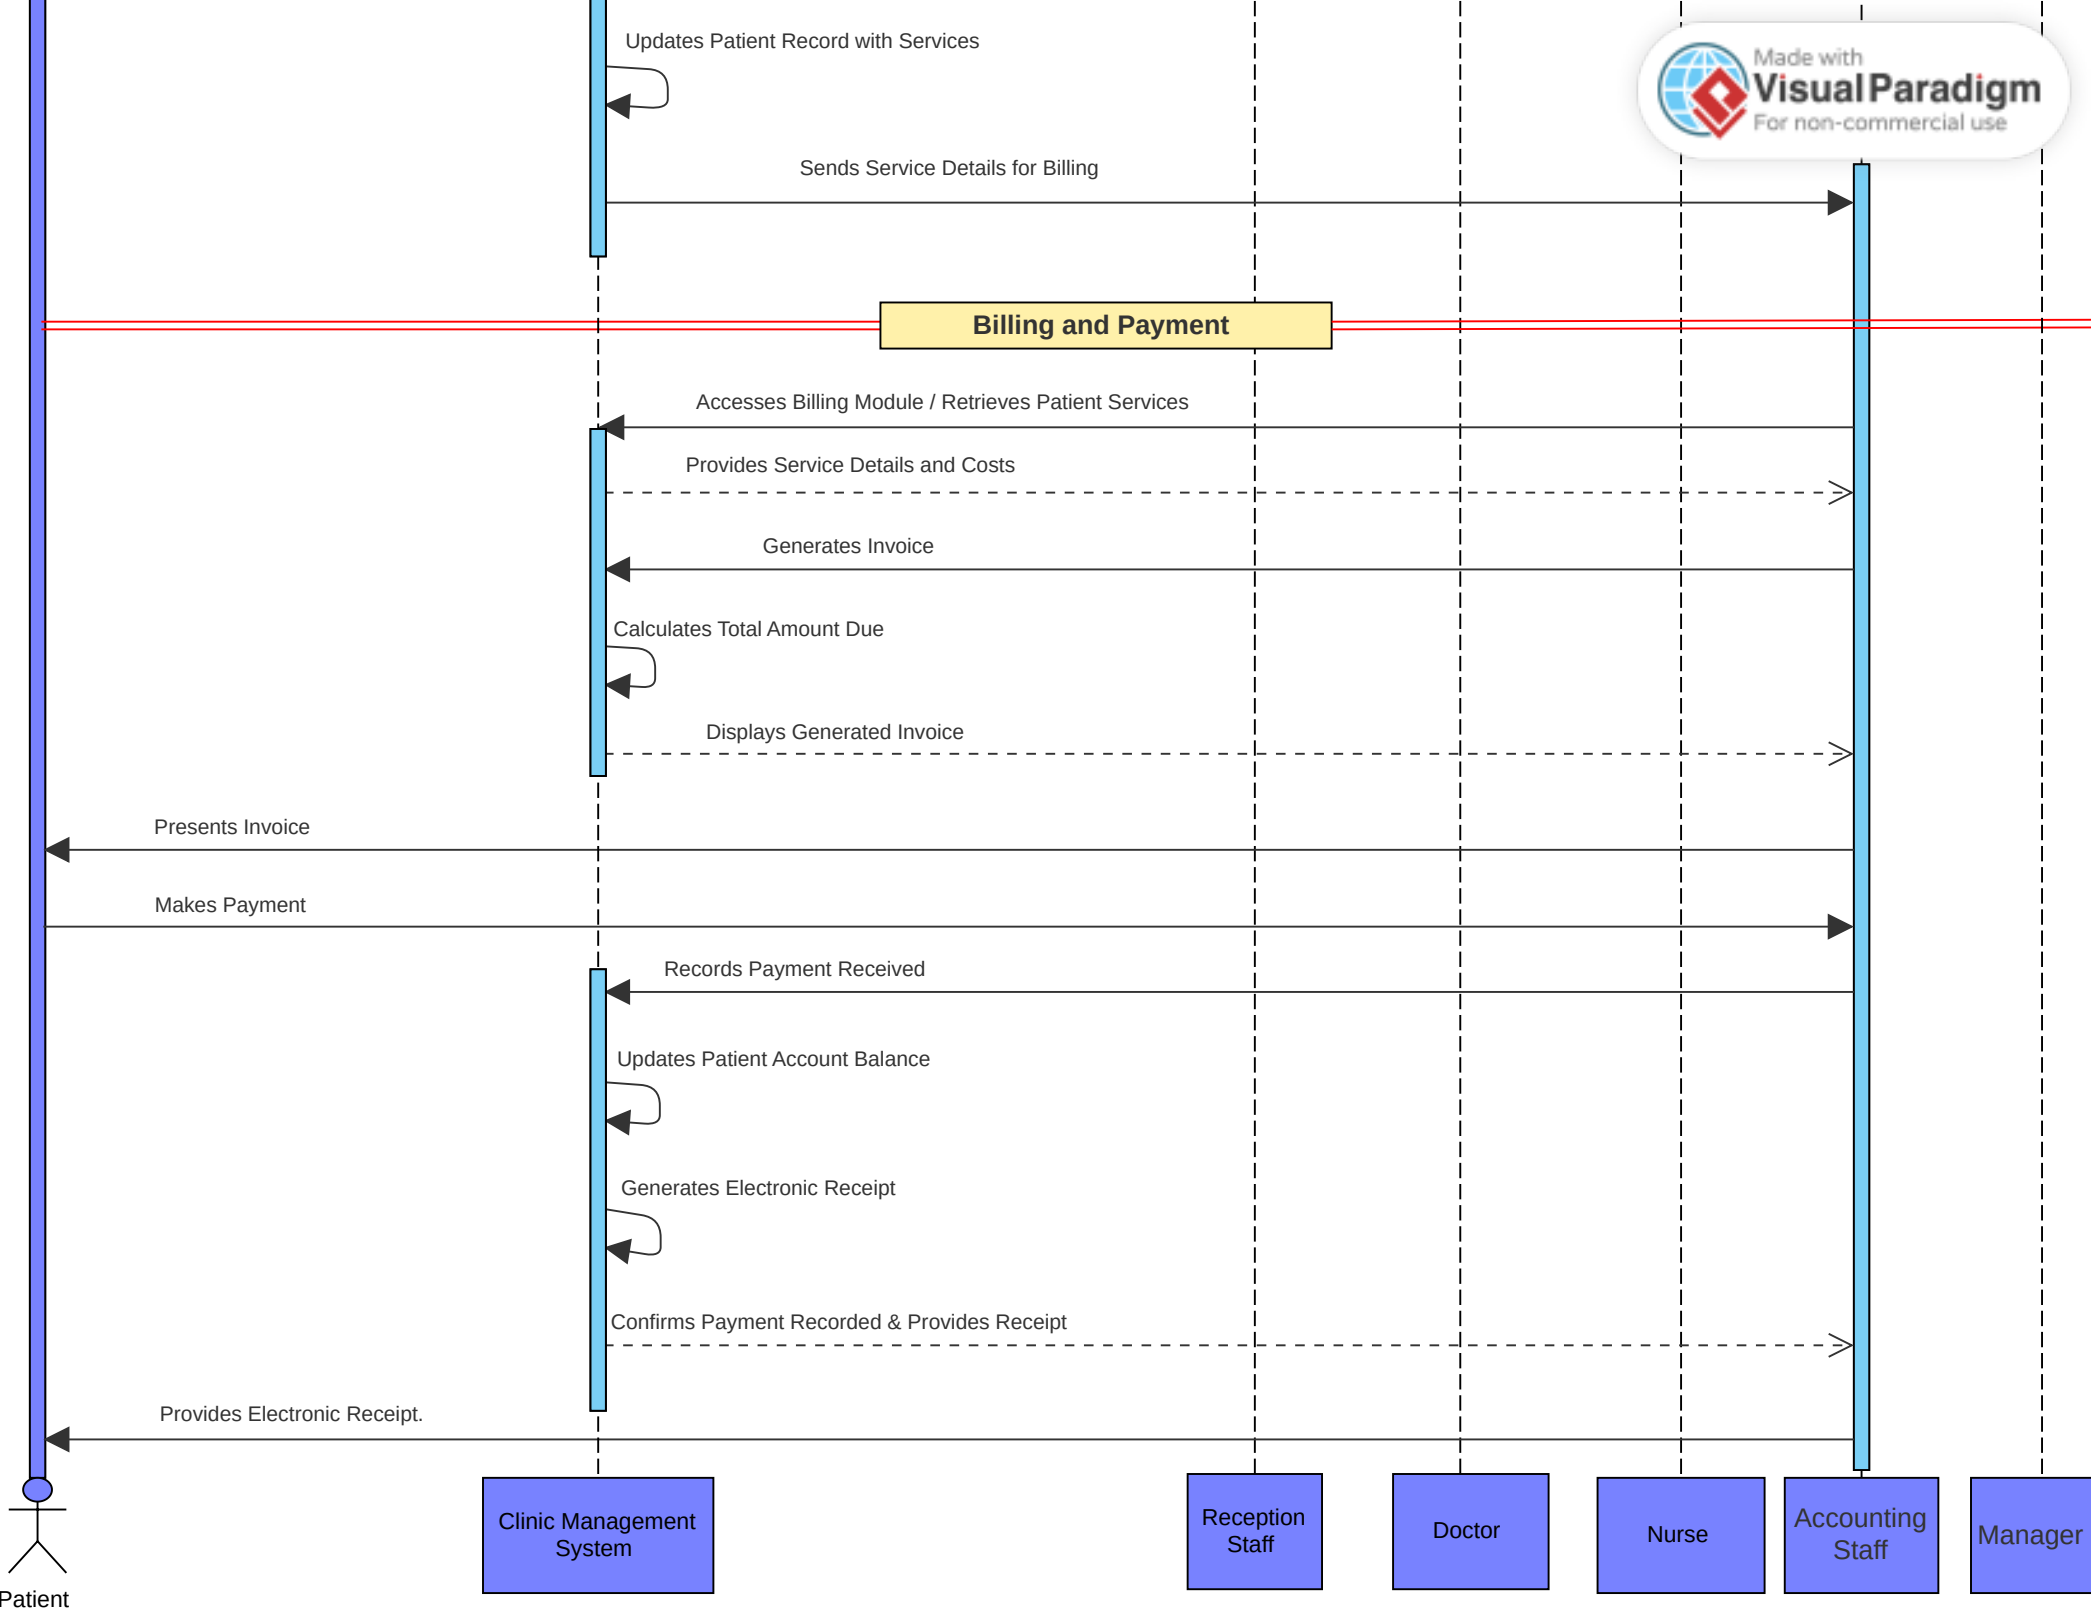 Updates Patient Record with Services
Made with
Visual Paradigm
For non-commercial use
Sends Service Details for Billing
Billing and Payment
Accesses Billing Module / Retrieves Patient Services
Provides Service Details and Costs
Generates Invoice
Calculates Total Amount Due
Displays Generated Invoice
Presents Invoice
Makes Payment
Records Payment Received
Updates Patient Account Balance
Generates Electronic Receipt
Confirms Payment Recorded & Provides Receipt
Provides Electronic Receipt.
Patient
Clinic Management
System
Reception
Staff
Doctor
Nurse
Accounting
Staff
Manager